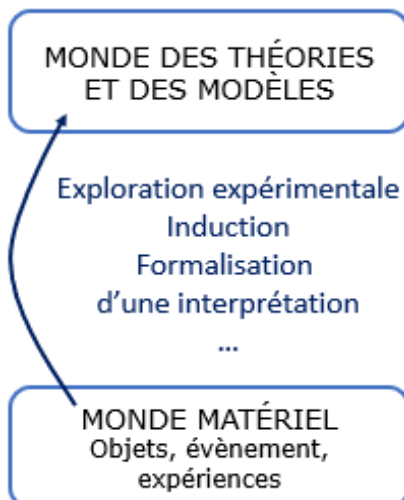 MONDE DES THÉORIES
ET DES MODÈLES
Exploration expérimentale
Induction
Formalisation
d'une interprétation
...
MONDE MATÉRIEL
Objets, évènement,
expériences